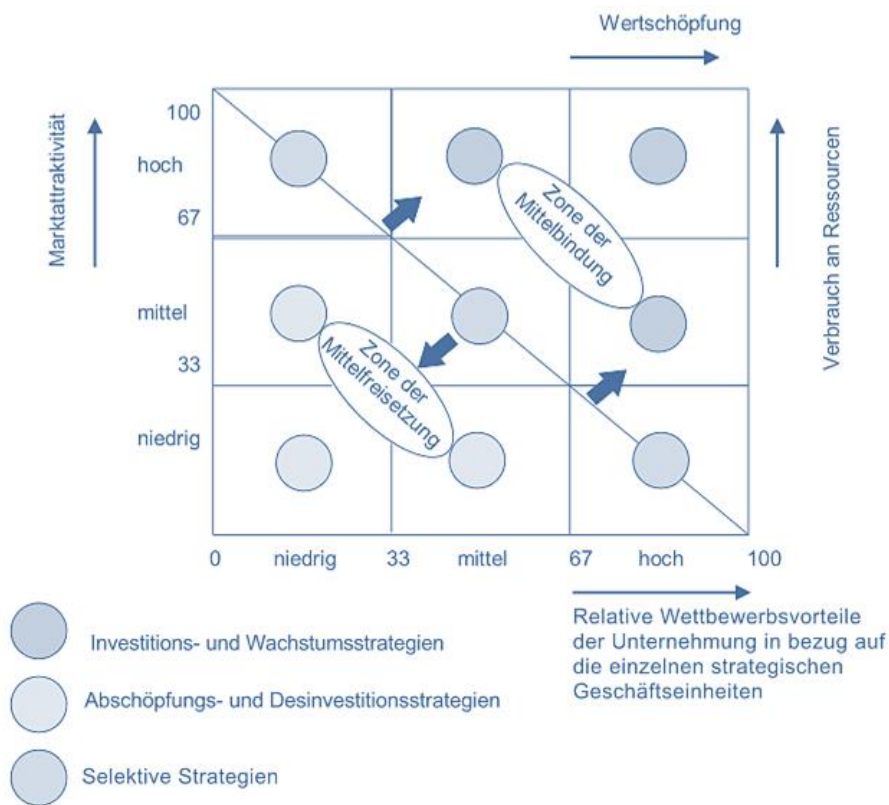 Wertschöpfung
Marktattraktivität
100
hoch
67
mittel
33
niedrig
Zone der
Mittelbindung
Zone der
Mittelfreisetzung
Verbrauch an Ressourcen
0 niedrig 33 mittel 67 hoch 100
Relative Wettbewerbsvorteile
der Unternehmung in bezug auf
die einzelnen strategischen
Geschäftseinheiten
Investitions- und Wachstumsstrategien
Abschöpfungs- und Desinvestitionsstrategien
Selektive Strategien